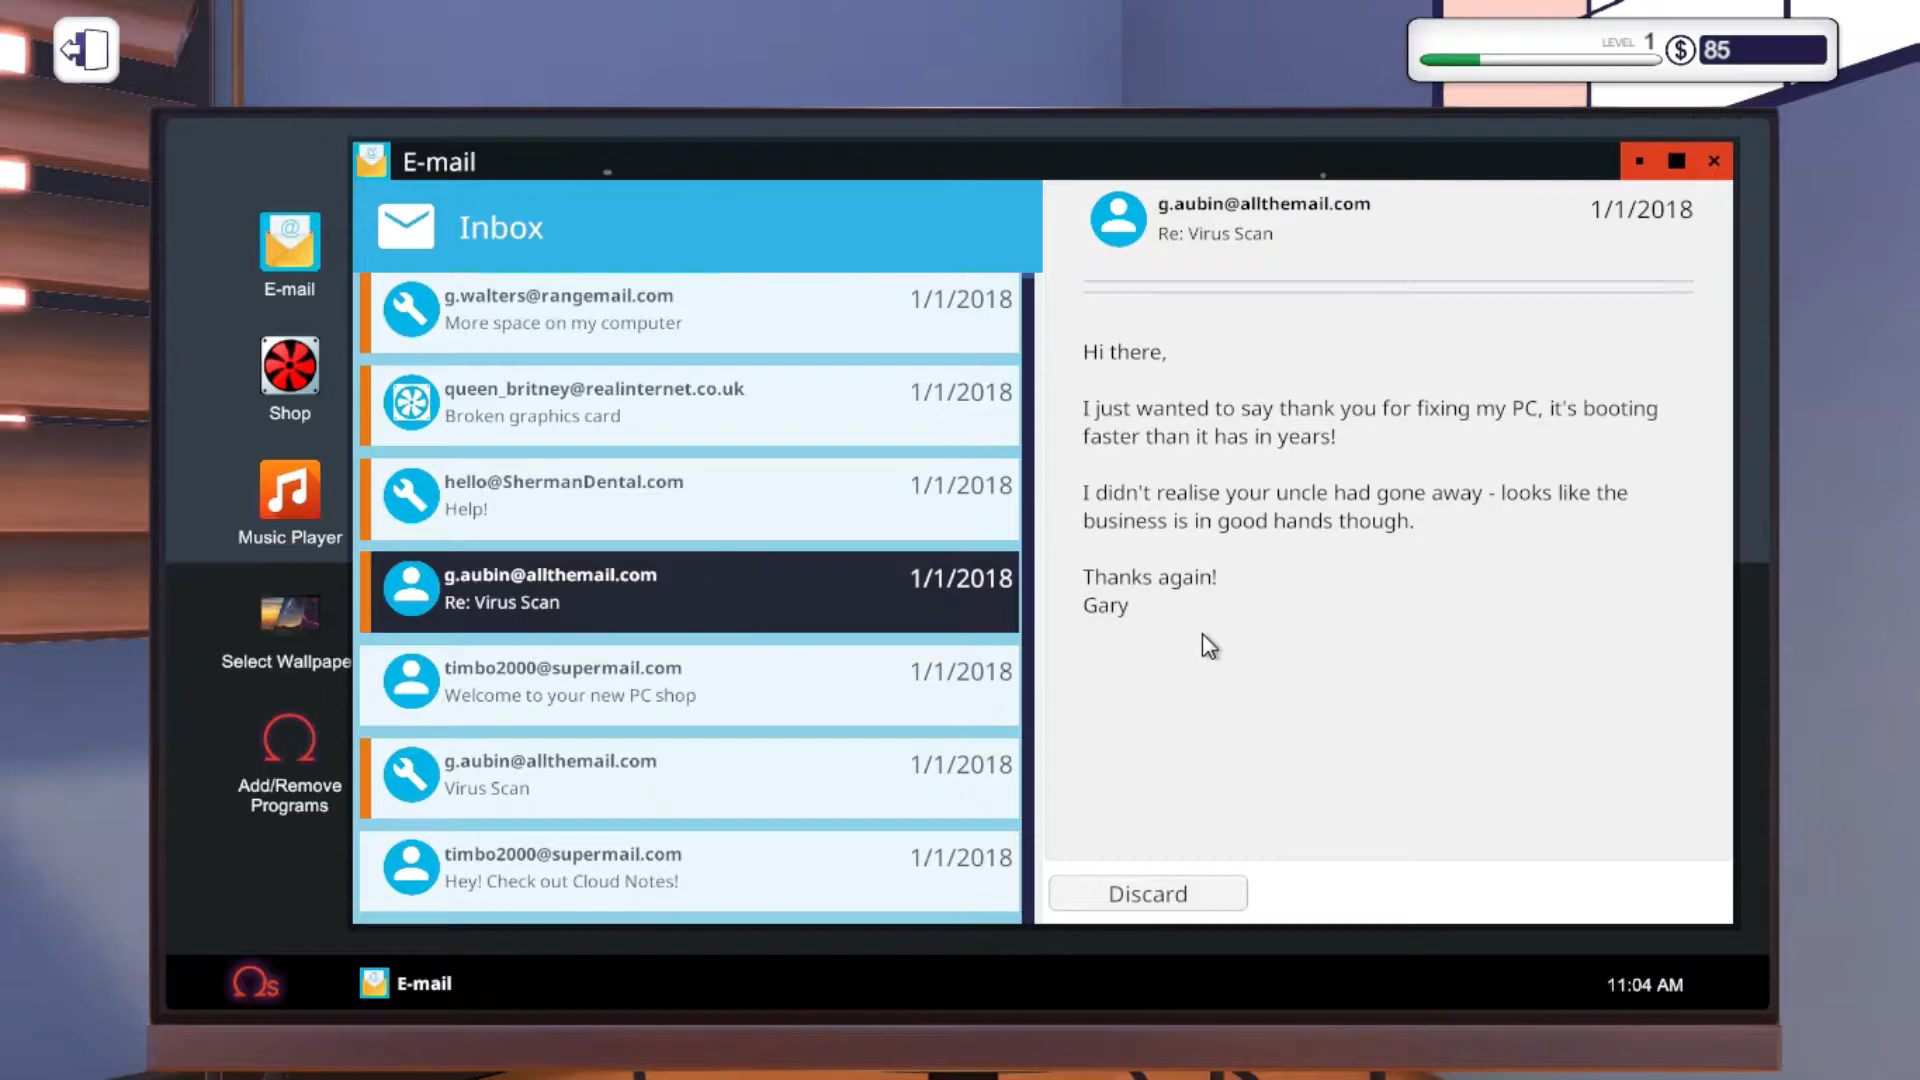 LEVEL 1
$ 85
E-mail
Inbox
g.walters@rangemail.com 1/1/2018
More space on my computer
queen_britney@realinternet.co.uk 1/1/2018
Broken graphics card
hello@ShermanDental.com 1/1/2018
Help!
g.aubin@allthemail.com 1/1/2018
Re: Virus Scan
timbo2000@supermail.com 1/1/2018
Welcome to your new PC shop
g.aubin@allthemail.com 1/1/2018
Virus Scan
timbo2000@supermail.com 1/1/2018
Hey! Check out Cloud Notes!
g.aubin@allthemail.com 1/1/2018
Re: Virus Scan
Hi there,
I just wanted to say thank you for fixing my PC, it's booting
faster than it has in years!
I didn't realise your uncle had gone away - looks like the
business is in good hands though.
Thanks again!
Gary
Discard
E-mail
Shop
Music Player
Select Wallpape
Add/Remove
Programs
Ωs
E-mail
11:04 AM